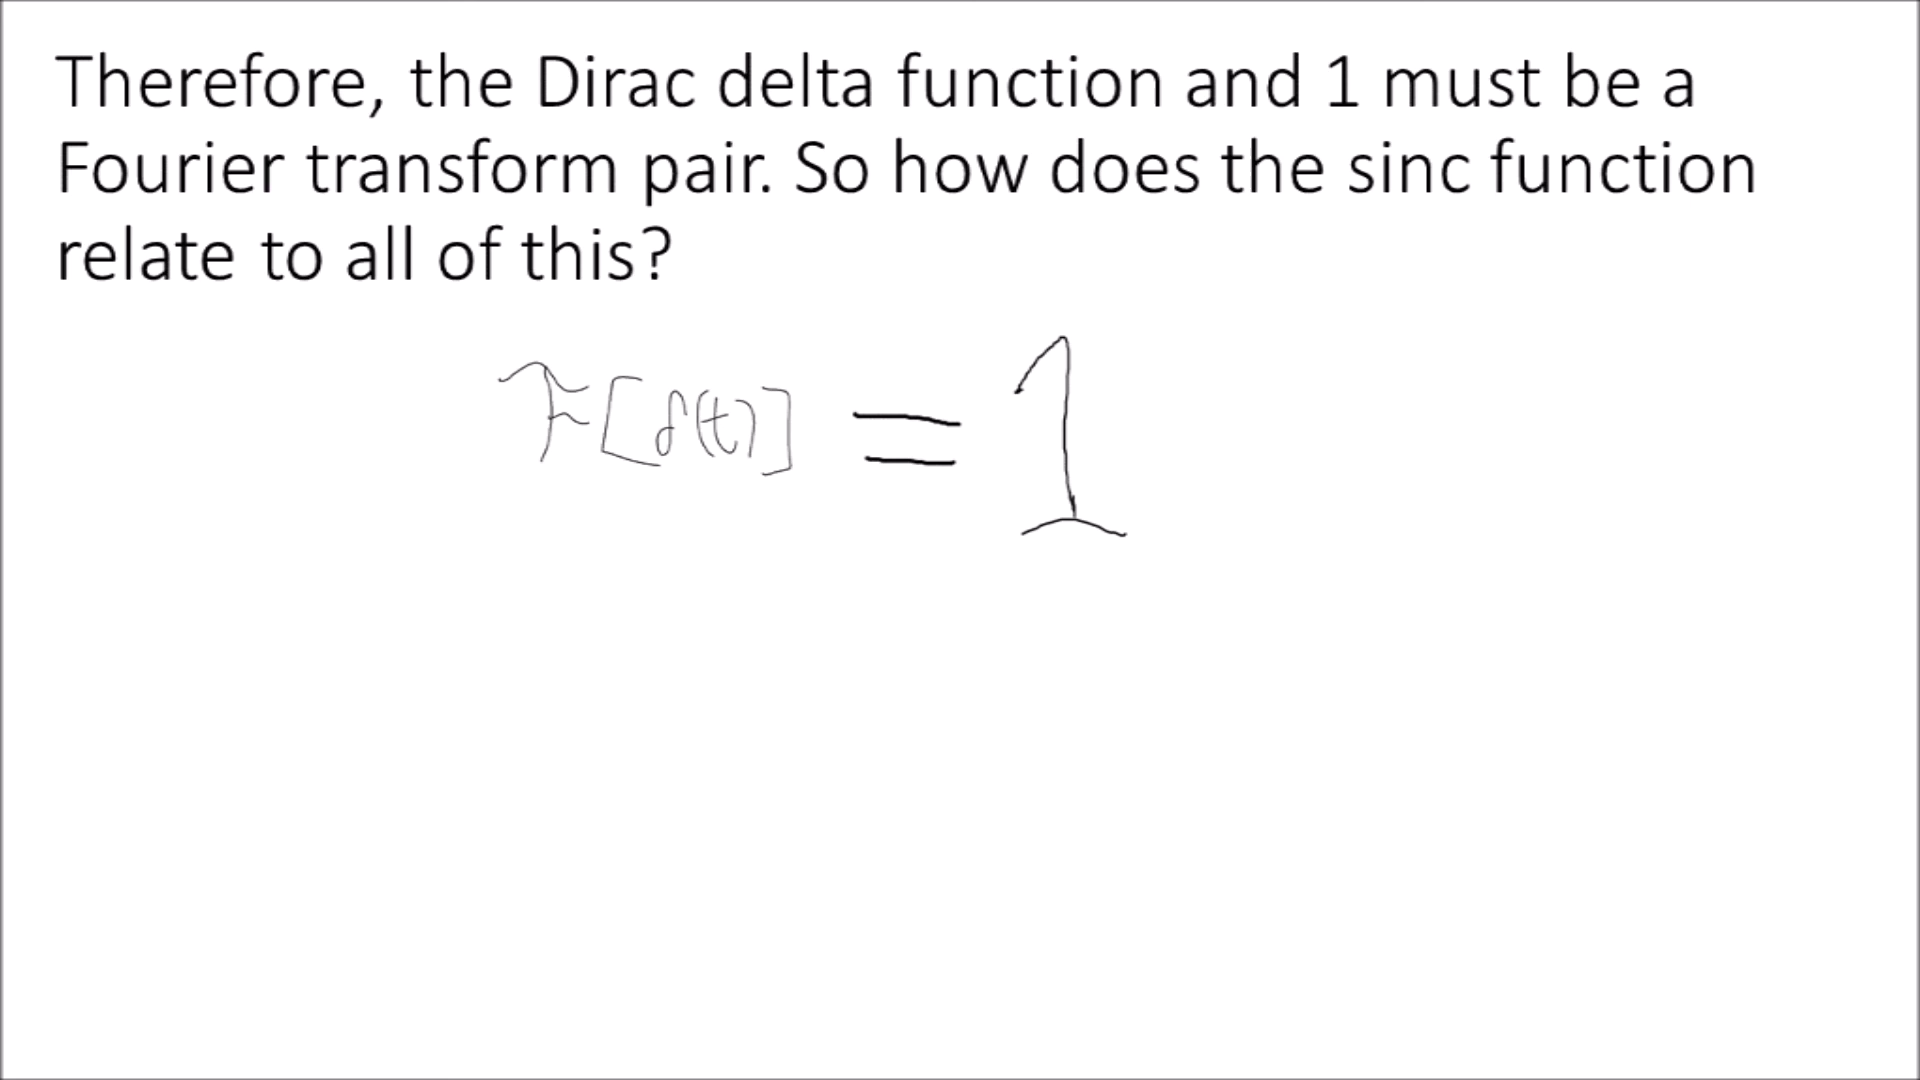 Therefore, the Dirac delta function and 1 must be a
Fourier transform pair. So how does the sinc function
relate to all of this?
ℱ[δ(t)] = 1